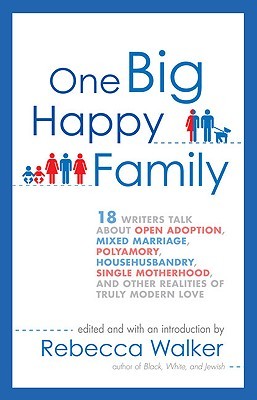 One Big
Happy
Family
18 WRITERS TALK
ABOUT OPEN ADOPTION,
MIXED MARRIAGE,
POLYAMORY,
HOUSEHUSBANDRY,
SINGLE MOTHERHOOD,
AND OTHER REALITIES OF
TRULY MODERN LOVE
edited and with an introduction by
Rebecca Walker
author of Black, White, and Jewish